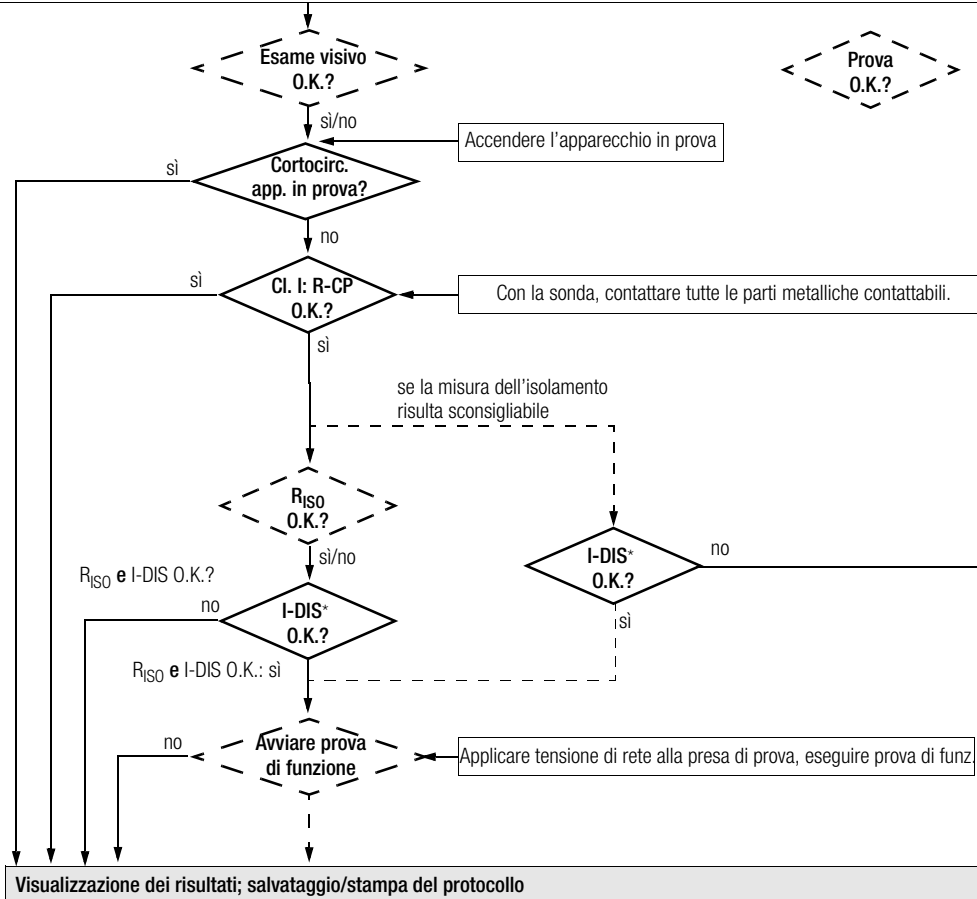 Esame visivo
O.K.?
Prova
O.K.?
sì/no
Accendere l'apparecchio in prova
sì
Cortocirc.
app. in prova?
no
sì
Cl. I: R-CP
O.K.?
Con la sonda, contattare tutte le parti metalliche contattabili.
sì
se la misura dell'isolamento
risulta sconsigliabile
RISO
O.K.?
sì/no
I-DIS*
O.K.?
no
RISO e I-DIS O.K.?
no
I-DIS*
O.K.?
sì
RISO e I-DIS O.K.: sì
no
Avviare prova
di funzione
Applicare tensione di rete alla presa di prova, eseguire prova di funz.
Visualizzazione dei risultati; salvataggio/stampa del protocollo